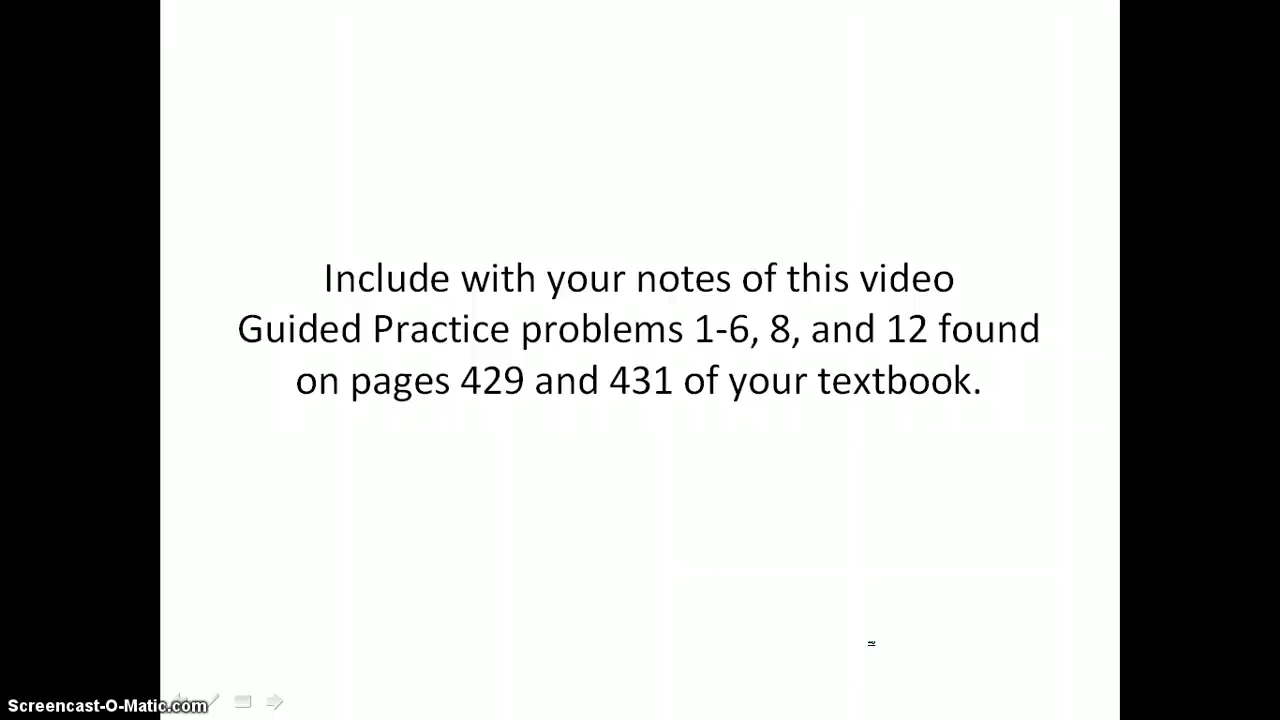 Include with your notes of this video
Guided Practice problems 1-6, 8, and 12 found
on pages 429 and 431 of your textbook.
Screencast-O-Matic.com